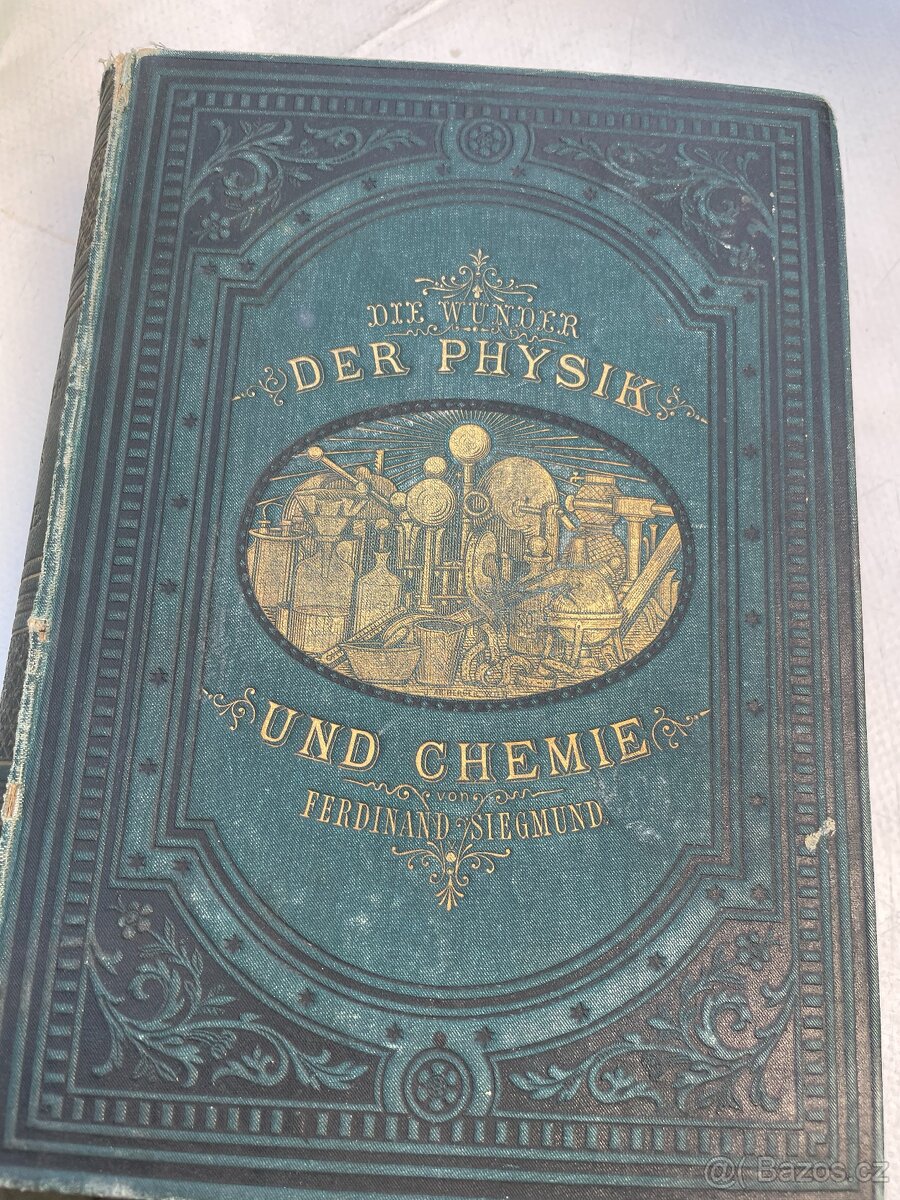 DIE WUNDER
DER PHYSIK
UND CHEMIE
von
FERDINAND SIEGMUND.
@ Bazos.cz